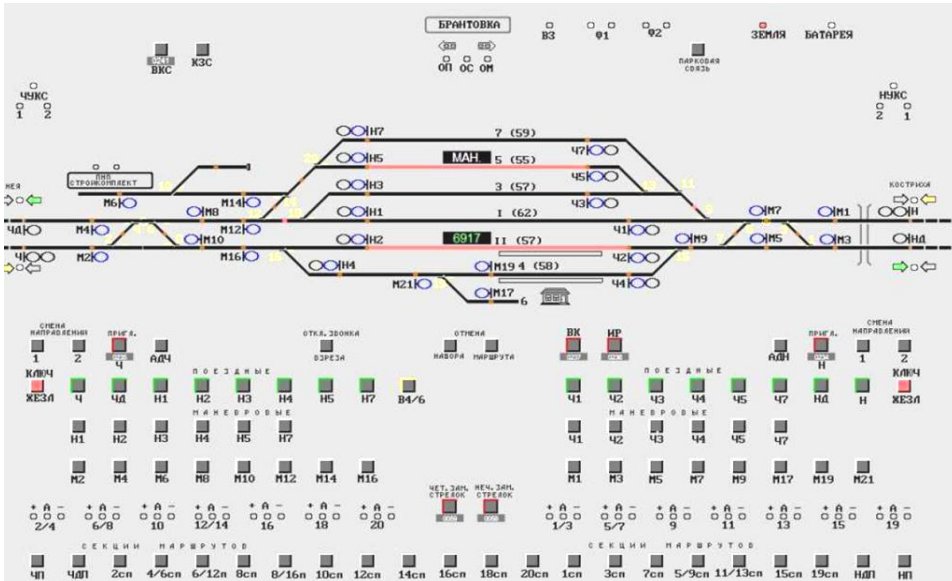 БРАНТОВКА
ВЗ Ф1 Ф2 ЗЕМЛЯ БАТАРЕЯ
ОП ОС ОМ
ВКС КЗС
ПАРКОВАЯ
СВЯЗЬ
ЧУКС НУКС
1 2 2 1
Н7 7 (59) Ч7
Н5 МАН. 5 (55) Ч5
ПНП
СТРОЙКОМПЛЕКТ
НЕЯ КОСТРИХА
М6 М14 Н3 3 (57) Ч3
ЧД М4 М8 М12 Н1 I (62) Ч1 М7 М1 Н
Ч М2 М10 М16 Н2 6917 II (57) Ч2 М9 М5 М3 НД
Н4 М19 4 (58) Ч4
М21 М17 6
СМЕНА
НАПРАВЛЕНИЙ
ПРИГЛ.
ОТКЛ. ЗВОНКА
ОТМЕНА
ВК ИР
ПРИГЛ.
СМЕНА
НАПРАВЛЕНИЙ
1 2 Ч АДЧ ВЗРЕЗА НАБОРА МАРШРУТА АДН Н 1 2
КЛЮЧ ПОЕЗДНЫЕ ПОЕЗДНЫЕ КЛЮЧ
ЖЕЗЛ Ч ЧД Н1 Н2 Н3 Н4 Н5 Н7 В4/6 Ч1 Ч2 Ч3 Ч4 Ч5 Ч7 НД Н ЖЕЗЛ
МАНЕВРОВЫЕ МАНЕВРОВЫЕ
Н1 Н2 Н3 Н4 Н5 Н7 Ч1 Ч2 Ч3 Ч4 Ч5 Ч7
М2 М4 М6 М8 М10 М12 М14 М16 М1 М3 М5 М7 М9 М17 М19 М21
ЧЕТ. ЗАМ. НЕЧ. ЗАМ.
СТРЕЛОК СТРЕЛОК
+ А - + А - + А - + А - + А - + А - + А - + А - + А - + А - + А - + А - + А - + А -
2/4 6/8 10 12/14 16 18 20 1/3 5/7 9 11 13 15 19
СЕКЦИИ МАРШРУТОВ СЕКЦИИ МАРШРУТОВ
ЧП ЧДП 2сп 4/6сп 6/12п 8сп 8/16п 10сп 12сп 14сп 16сп 18сп 20сп 1сп 3сп 7сп 5/9сп 11/13сп 15сп 19сп НДП НП